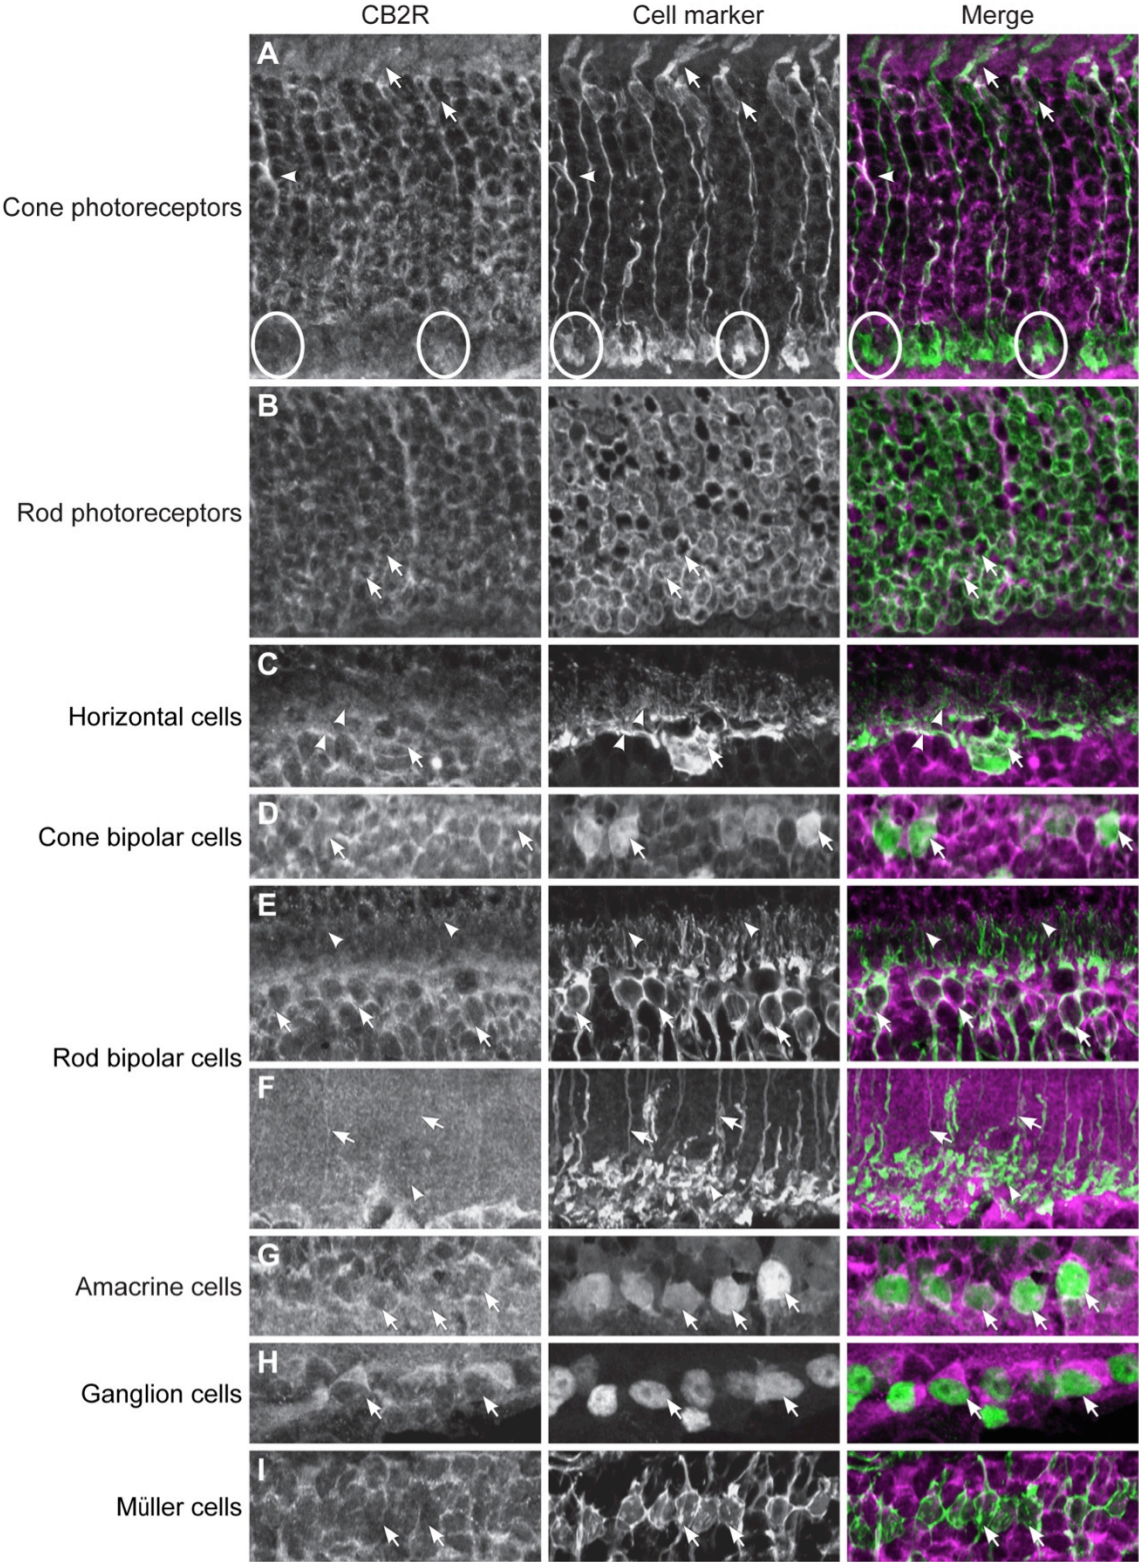 CB2R Cell marker Merge
A
Cone photoreceptors
B
Rod photoreceptors
C
Horizontal cells
D
Cone bipolar cells
E
Rod bipolar cells
F
G
Amacrine cells
H
Ganglion cells
I
Müller cells